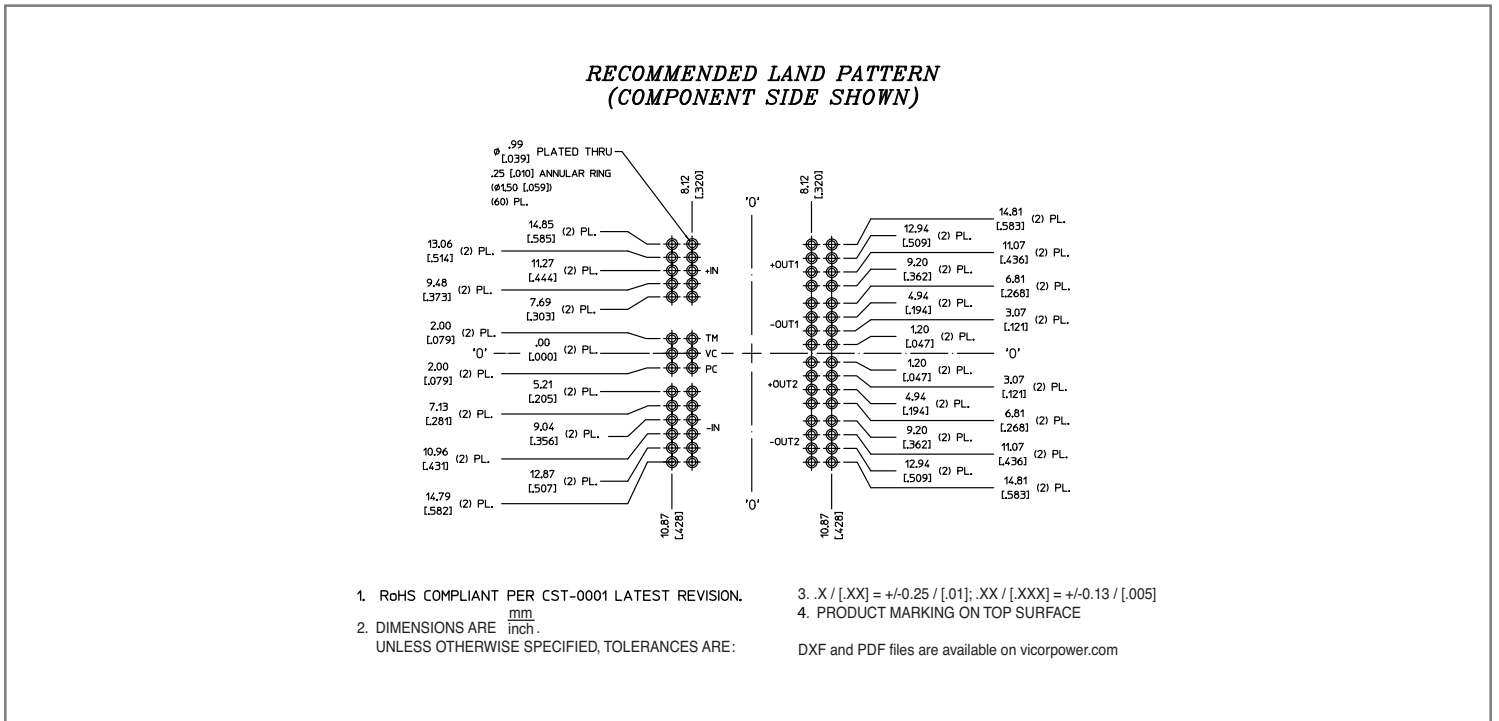 RECOMMENDED LAND PATTERN
(COMPONENT SIDE SHOWN)
ø .99
[.039] PLATED THRU
.25 [.010] ANNULAR RING
(ø1.50 [.059])
(60) PL.
8.12
[.320]
'0'
8.12
[.320]
14.85
[.585] (2) PL.
13.06
[.514] (2) PL.
11.27
[.444] (2) PL.
9.48
[.373] (2) PL.
7.69
[.303] (2) PL.
2.00
[.079] (2) PL.
'0'
.00
[.000] (2) PL.
2.00
[.079] (2) PL.
5.21
[.205] (2) PL.
7.13
[.281] (2) PL.
9.04
[.356] (2) PL.
10.96
[.431] (2) PL.
12.87
[.507] (2) PL.
14.79
[.582] (2) PL.
+IN
TM
VC
PC
-IN
10.87
[.428]
'0'
10.87
[.428]
+OUT1
-OUT1
+OUT2
-OUT2
14.81
[.583] (2) PL.
12.94
[.509] (2) PL.
11.07
[.436] (2) PL.
9.20
[.362] (2) PL.
6.81
[.268] (2) PL.
4.94
[.194] (2) PL.
3.07
[.121] (2) PL.
1.20
[.047] (2) PL.
'0'
1.20
[.047] (2) PL.
3.07
[.121] (2) PL.
4.94
[.194] (2) PL.
6.81
[.268] (2) PL.
9.20
[.362] (2) PL.
11.07
[.436] (2) PL.
12.94
[.509] (2) PL.
14.81
[.583] (2) PL.
1. RoHS COMPLIANT PER CST-0001 LATEST REVISION.
2. DIMENSIONS ARE mm
inch.
UNLESS OTHERWISE SPECIFIED, TOLERANCES ARE:
3. .X / [.XX] = +/-0.25 / [.01]; .XX / [.XXX] = +/-0.13 / [.005]
4. PRODUCT MARKING ON TOP SURFACE
DXF and PDF files are available on vicorpower.com